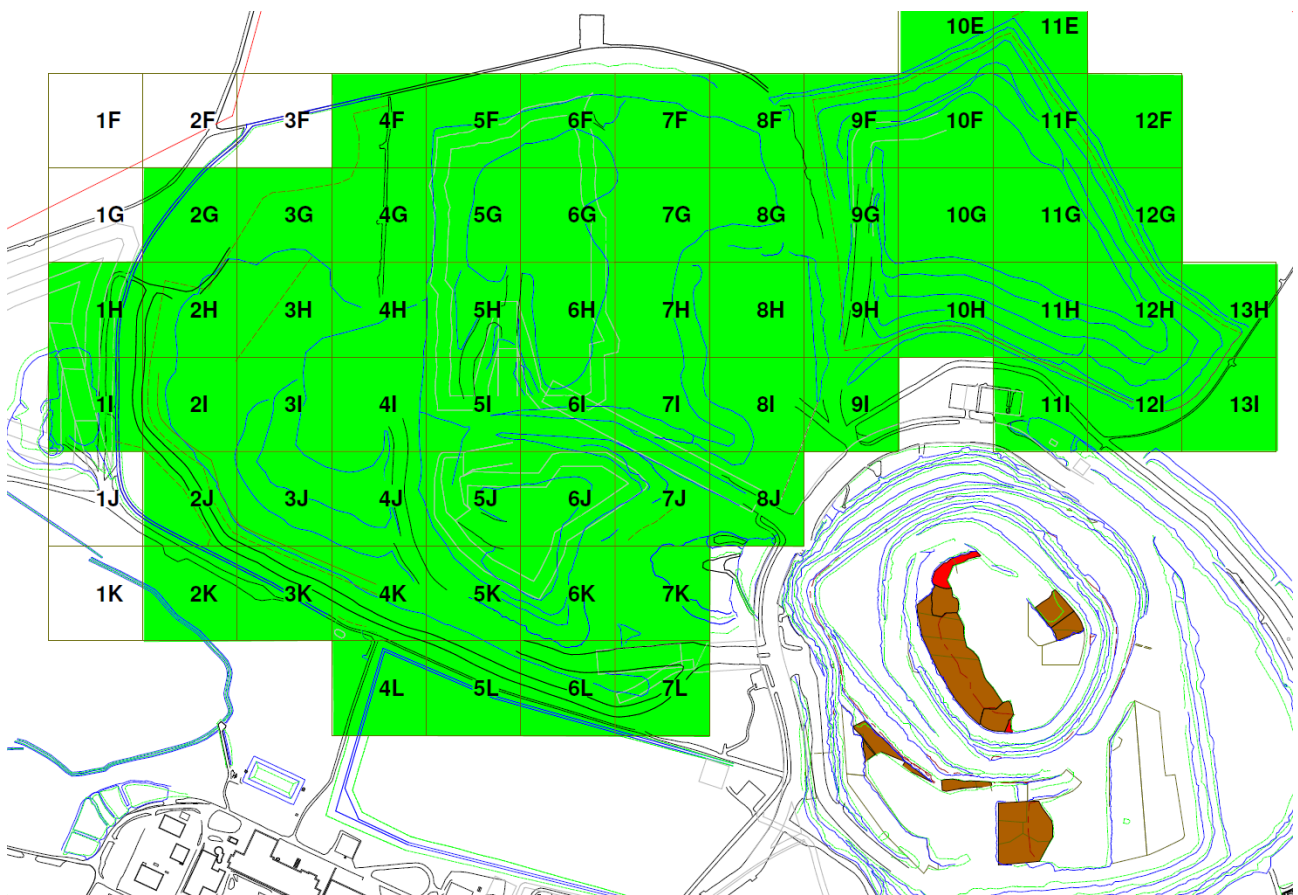 10E 11E
1F 2F 3F 4F 5F 6F 7F 8F 9F 10F 11F 12F
1G 2G 3G 4G 5G 6G 7G 8G 9G 10G 11G 12G
1H 2H 3H 4H 5H 6H 7H 8H 9H 10H 11H 12H 13H
1I 2I 3I 4I 5I 6I 7I 8I 9I 11I 12I 13I
1J 2J 3J 4J 5J 6J 7J 8J
1K 2K 3K 4K 5K 6K 7K
4L 5L 6L 7L